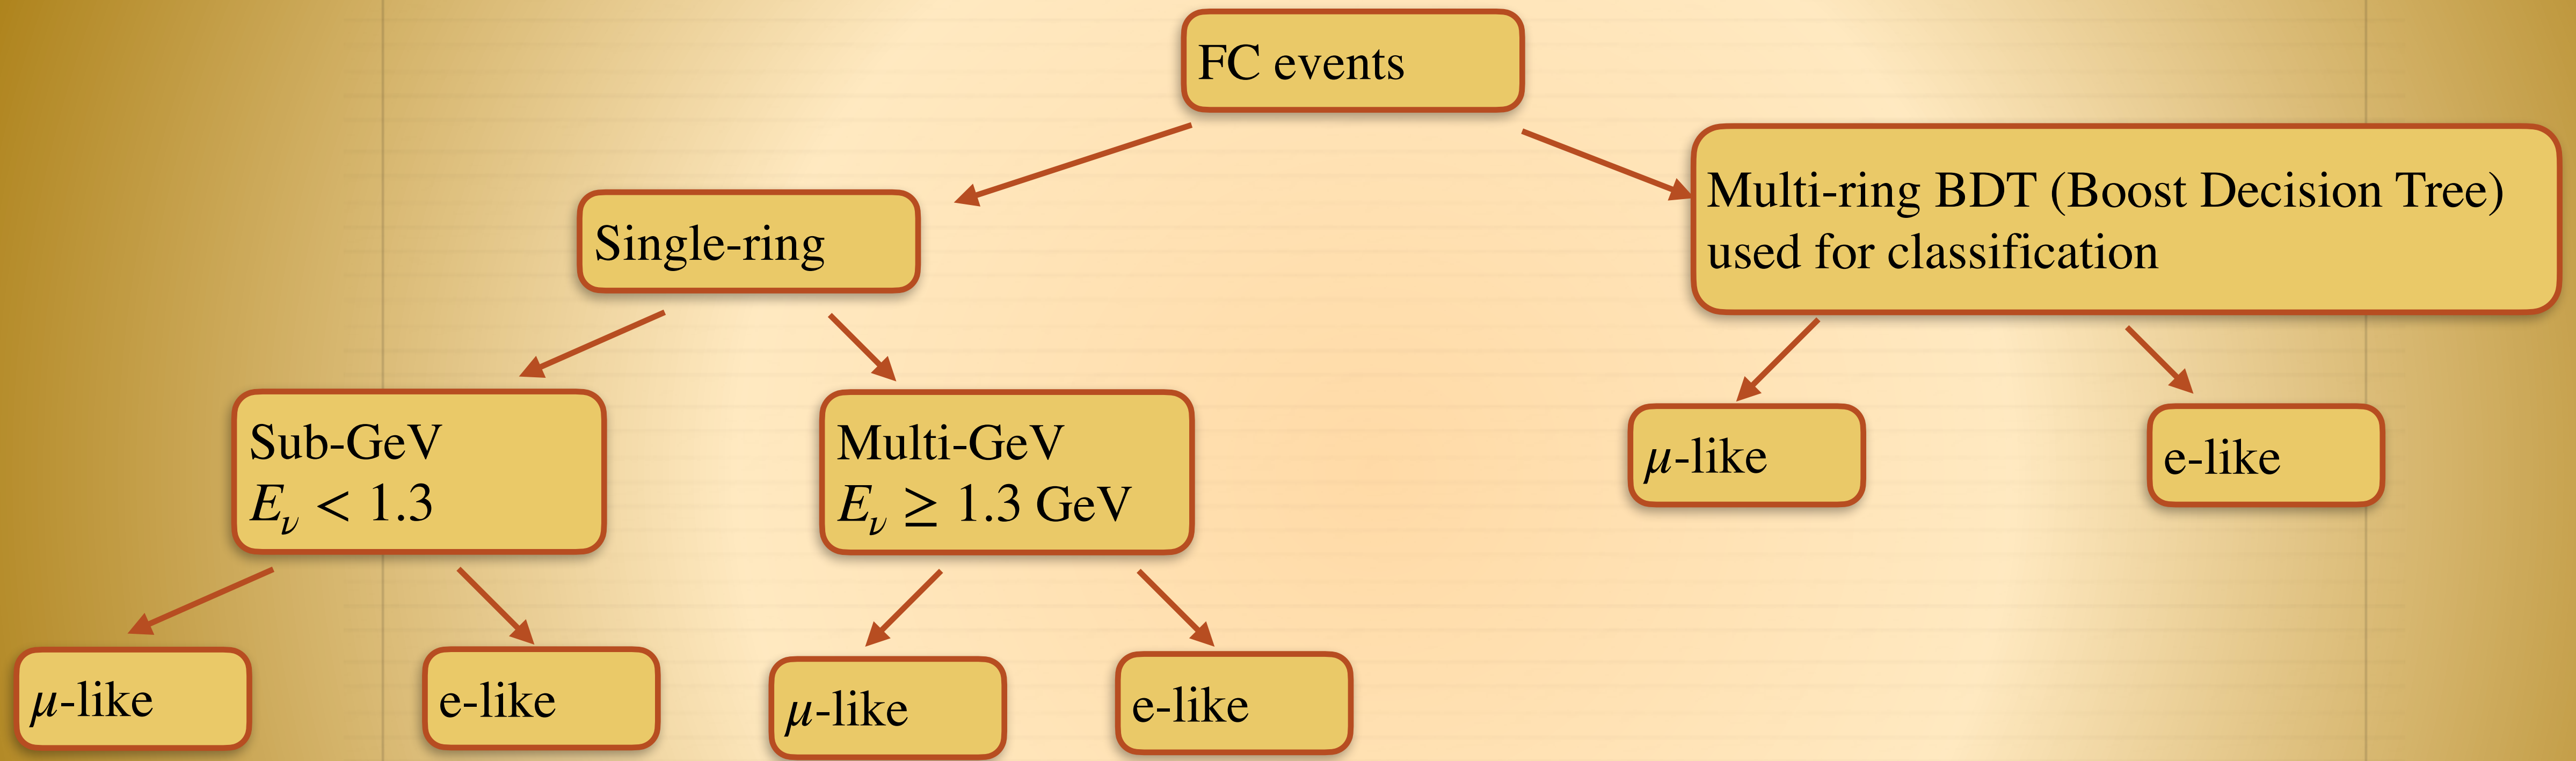 FC events
Single-ring
Multi-ring BDT (Boost Decision Tree)
used for classification
Sub-GeV
E_ν < 1.3
Multi-GeV
E_ν ≥ 1.3 GeV
μ-like
e-like
μ-like
e-like
μ-like
e-like